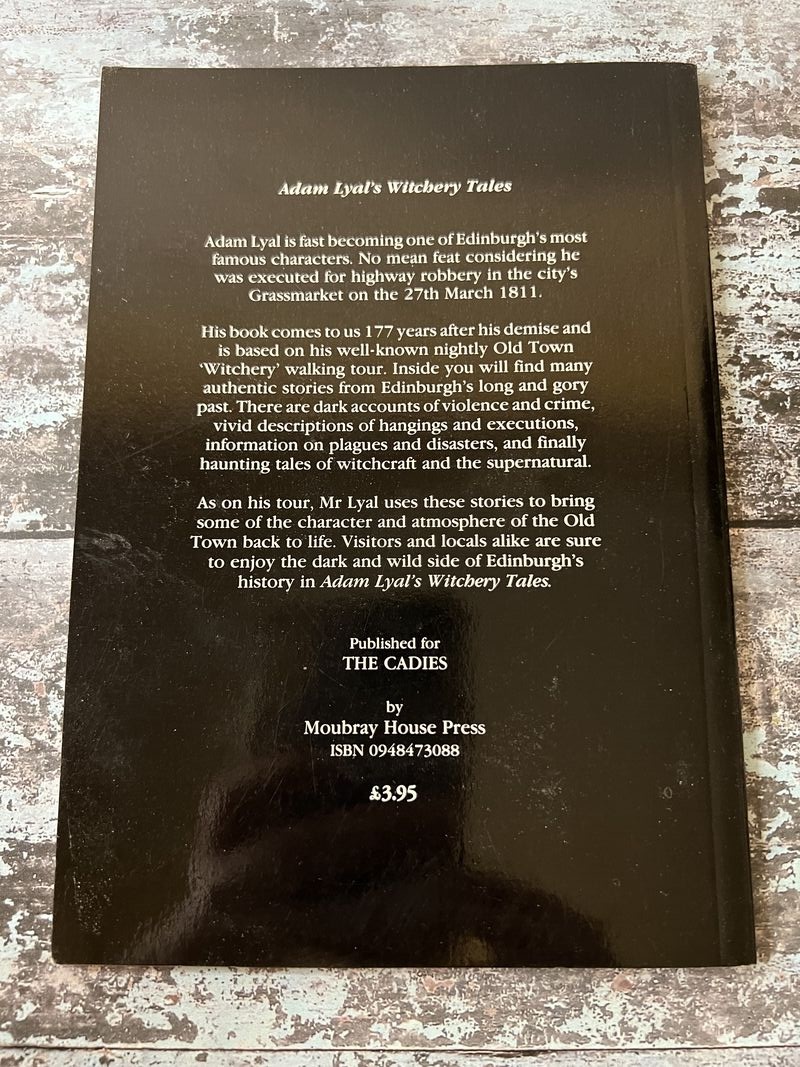 Adam Lyal's Witchery Tales
Adam Lyal is fast becoming one of Edinburgh's most
famous characters. No mean feat considering he
was executed for highway robbery in the city's
Grassmarket on the 27th March 1811.
His book comes to us 177 years after his demise and
is based on his well-known nightly Old Town
'Witchery' walking tour. Inside you will find many
authentic stories from Edinburgh's long and gory
past. There are dark accounts of violence and crime,
vivid descriptions of hangings and executions,
information on plagues and disasters, and finally
haunting tales of witchcraft and the supernatural.
As on his tour, Mr Lyal uses these stories to bring
some of the character and atmosphere of the Old
Town back to life. Visitors and locals alike are sure
to enjoy the dark and wild side of Edinburgh's
history in Adam Lyal's Witchery Tales.
Published for
THE CADIES
by
Moubray House Press
ISBN 0948473088
£3.95